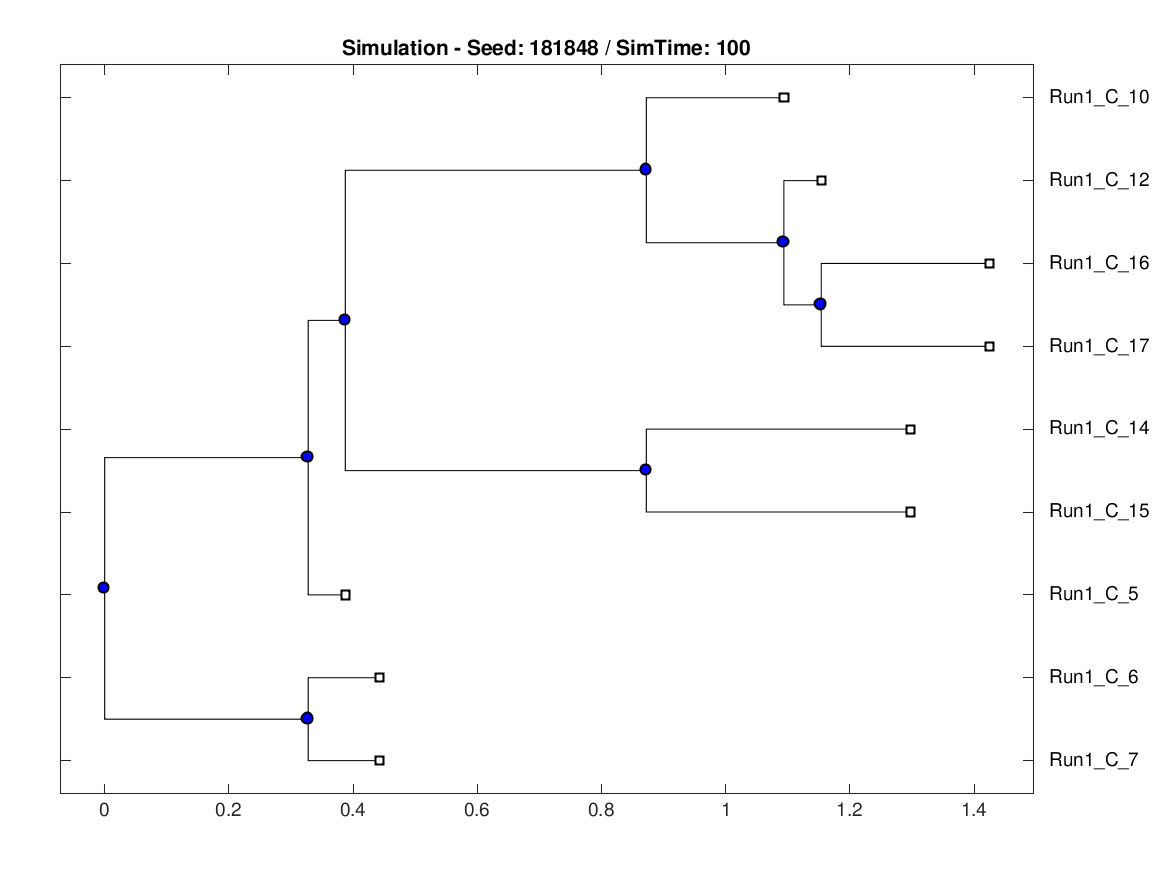 Simulation - Seed: 181848 / SimTime: 100
Run1_C_10
Run1_C_12
Run1_C_16
Run1_C_17
Run1_C_14
Run1_C_15
Run1_C_5
Run1_C_6
Run1_C_7
0 0.2 0.4 0.6 0.8 1 1.2 1.4